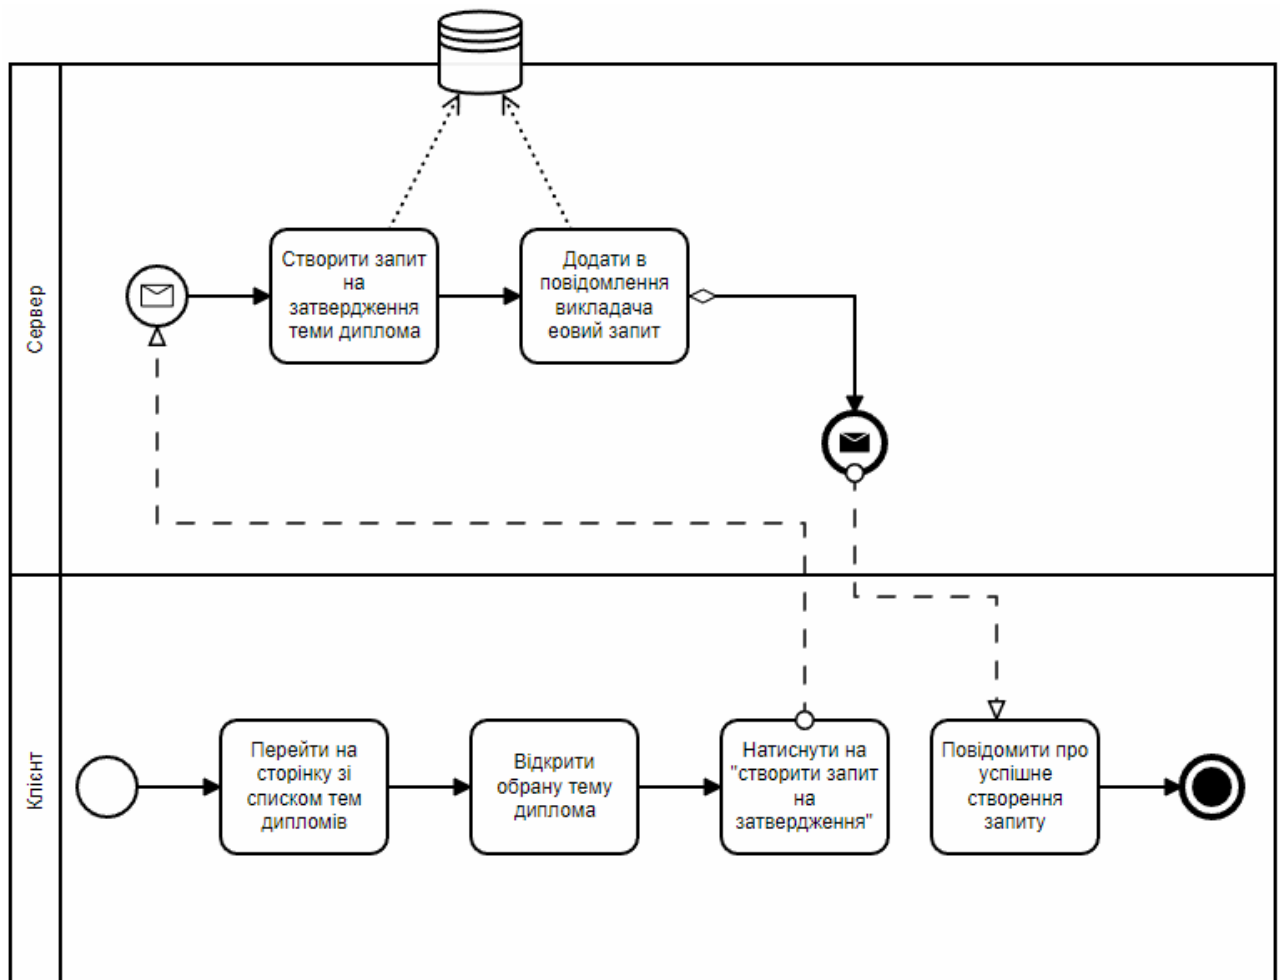 Сервер
Створити запит
на
затвердження
теми диплома
Додати в
повідомлення
викладача
еовий запит
Клієнт
Перейти на
сторінку зі
списком тем
дипломів
Відкрити
обрану тему
диплома
Натиснути на
"створити запит
на
затвердження"
Повідомити про
успішне
створення
запиту